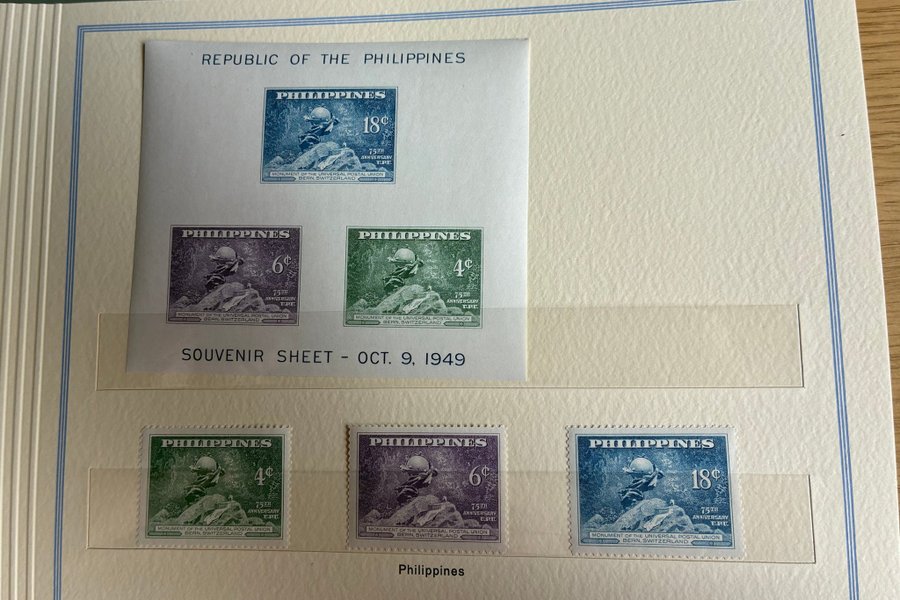 REPUBLIC OF THE PHILIPPINES
PHILIPPINES
18¢
75TH
ANNIVERSARY
U.P.U.
MONUMENT OF THE UNIVERSAL POSTAL UNION
BERN, SWITZERLAND
PHILIPPINES
6¢
75TH
ANNIVERSARY
U.P.U.
MONUMENT OF THE UNIVERSAL POSTAL UNION
BERN, SWITZERLAND
PHILIPPINES
4¢
75TH
ANNIVERSARY
U.P.U.
MONUMENT OF THE UNIVERSAL POSTAL UNION
BERN, SWITZERLAND
SOUVENIR SHEET - OCT. 9, 1949
PHILIPPINES
4¢
75TH
ANNIVERSARY
U.P.U.
MONUMENT OF THE UNIVERSAL POSTAL UNION
BERN, SWITZERLAND
PHILIPPINES
6¢
75TH
ANNIVERSARY
U.P.U.
MONUMENT OF THE UNIVERSAL POSTAL UNION
BERN, SWITZERLAND
PHILIPPINES
18¢
75TH
ANNIVERSARY
U.P.U.
MONUMENT OF THE UNIVERSAL POSTAL UNION
BERN, SWITZERLAND
Philippines